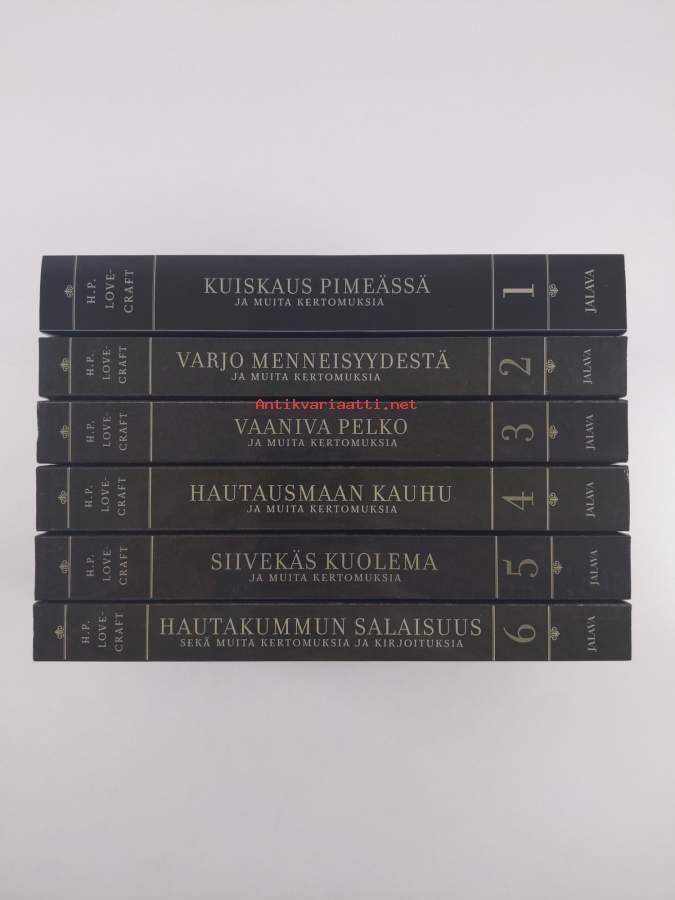 H.P.
LOVE-
CRAFT
KUISKAUS PIMEÄSSÄ
JA MUITA KERTOMUKSIA
1
JALAVA
H.P.
LOVE-
CRAFT
VARJO MENNEISYYDESTÄ
JA MUITA KERTOMUKSIA
2
JALAVA
Antikvariaatti.net
H.P.
LOVE-
CRAFT
VAANIVA PELKO
JA MUITA KERTOMUKSIA
3
JALAVA
H.P.
LOVE-
CRAFT
HAUTAUSMAAN KAUHU
JA MUITA KERTOMUKSIA
4
JALAVA
H.P.
LOVE-
CRAFT
SIIVEKÄS KUOLEMA
JA MUITA KERTOMUKSIA
5
JALAVA
H.P.
LOVE-
CRAFT
HAUTAKUMMUN SALAISUUS
SEKÄ MUITA KERTOMUKSIA JA KIRJOITUKSIA
6
JALAVA